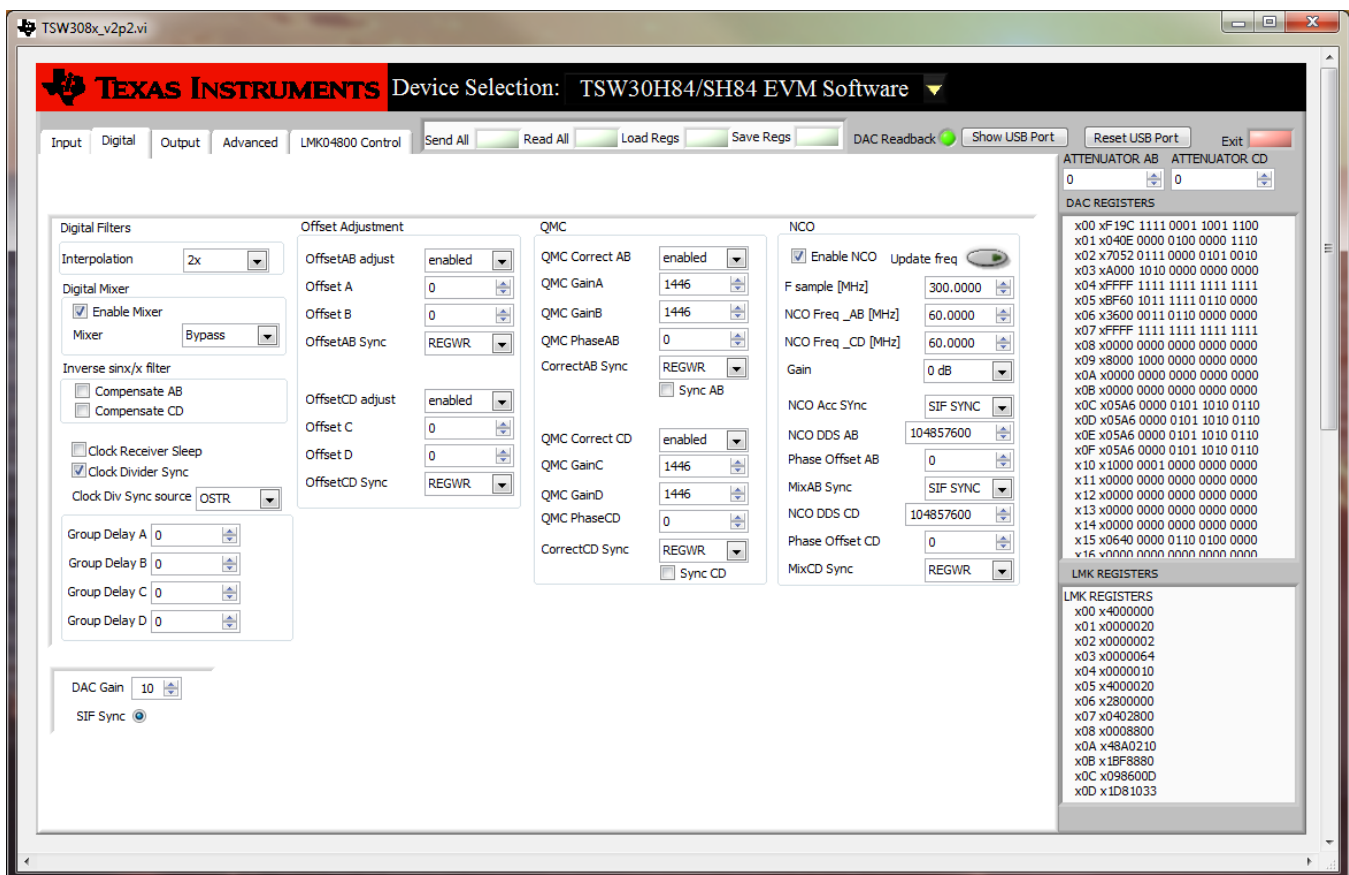 TSW308x_v2p2.vi
TEXAS INSTRUMENTS Device Selection: TSW30H84/SH84 EVM Software
Input Digital Output Advanced LMK04800 Control Send All Read All Load Regs Save Regs DAC Readback Show USB Port Reset USB Port Exit
ATTENUATOR AB ATTENUATOR CD
0 0
Digital Filters
Interpolation 2x
Digital Mixer
Enable Mixer
Mixer Bypass
Inverse sinx/x filter
Compensate AB
Compensate CD
Clock Receiver Sleep
Clock Divider Sync
Clock Div Sync source OSTR
Group Delay A 0
Group Delay B 0
Group Delay C 0
Group Delay D 0
DAC Gain 10
SIF Sync
Offset Adjustment
OffsetAB adjust enabled
Offset A 0
Offset B 0
OffsetAB Sync REGWR
OffsetCD adjust enabled
Offset C 0
Offset D 0
OffsetCD Sync REGWR
QMC
QMC Correct AB enabled
QMC GainA 1446
QMC GainB 1446
QMC PhaseAB 0
CorrectAB Sync REGWR
Sync AB
QMC Correct CD enabled
QMC GainC 1446
QMC GainD 1446
QMC PhaseCD 0
CorrectCD Sync REGWR
Sync CD
NCO
Enable NCO Update freq
F sample [MHz] 300.0000
NCO Freq _AB [MHz] 60.0000
NCO Freq _CD [MHz] 60.0000
Gain 0 dB
NCO Acc SYnc SIF SYNC
NCO DDS AB 104857600
Phase Offset AB 0
MixAB Sync SIF SYNC
NCO DDS CD 104857600
Phase Offset CD 0
MixCD Sync REGWR
DAC REGISTERS
x00 xF19C 1111 0001 1001 1100
x01 x040E 0000 0100 0000 1110
x02 x7052 0111 0000 0101 0010
x03 xA000 1010 0000 0000 0000
x04 xFFFF 1111 1111 1111 1111
x05 xBF60 1011 1111 0110 0000
x06 x3600 0011 0110 0000 0000
x07 xFFFF 1111 1111 1111 1111
x08 x0000 0000 0000 0000 0000
x09 x8000 1000 0000 0000 0000
x0A x0000 0000 0000 0000 0000
x0B x0000 0000 0000 0000 0000
x0C x05A6 0000 0101 1010 0110
x0D x05A6 0000 0101 1010 0110
x0E x05A6 0000 0101 1010 0110
x0F x05A6 0000 0101 1010 0110
x10 x1000 0001 0000 0000 0000
x11 x0000 0000 0000 0000 0000
x12 x0000 0000 0000 0000 0000
x13 x0000 0000 0000 0000 0000
x14 x0000 0000 0000 0000 0000
x15 x0640 0000 0110 0100 0000
x16 x0000 0000 0000 0000 0000
LMK REGISTERS
LMK REGISTERS
x00 x4000000
x01 x0000020
x02 x0000002
x03 x0000064
x04 x0000010
x05 x4000020
x06 x2800000
x07 x0402800
x08 x0008800
x0A x48A0210
x0B x1BF8880
x0C x098600D
x0D x1D81033